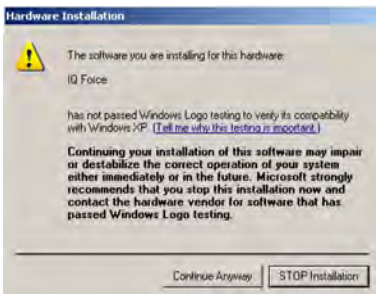 Hardware Installation
The software you are installing for this hardware:
IQ Force
has not passed Windows Logo testing to verify its compatibility
with Windows XP. (Tell me why this testing is important.)
Continuing your installation of this software may impair
or destabilize the correct operation of your system
either immediately or in the future. Microsoft strongly
recommends that you stop this installation now and
contact the hardware vendor for software that has
passed Windows Logo testing.
Continue Anyway
STOP Installation